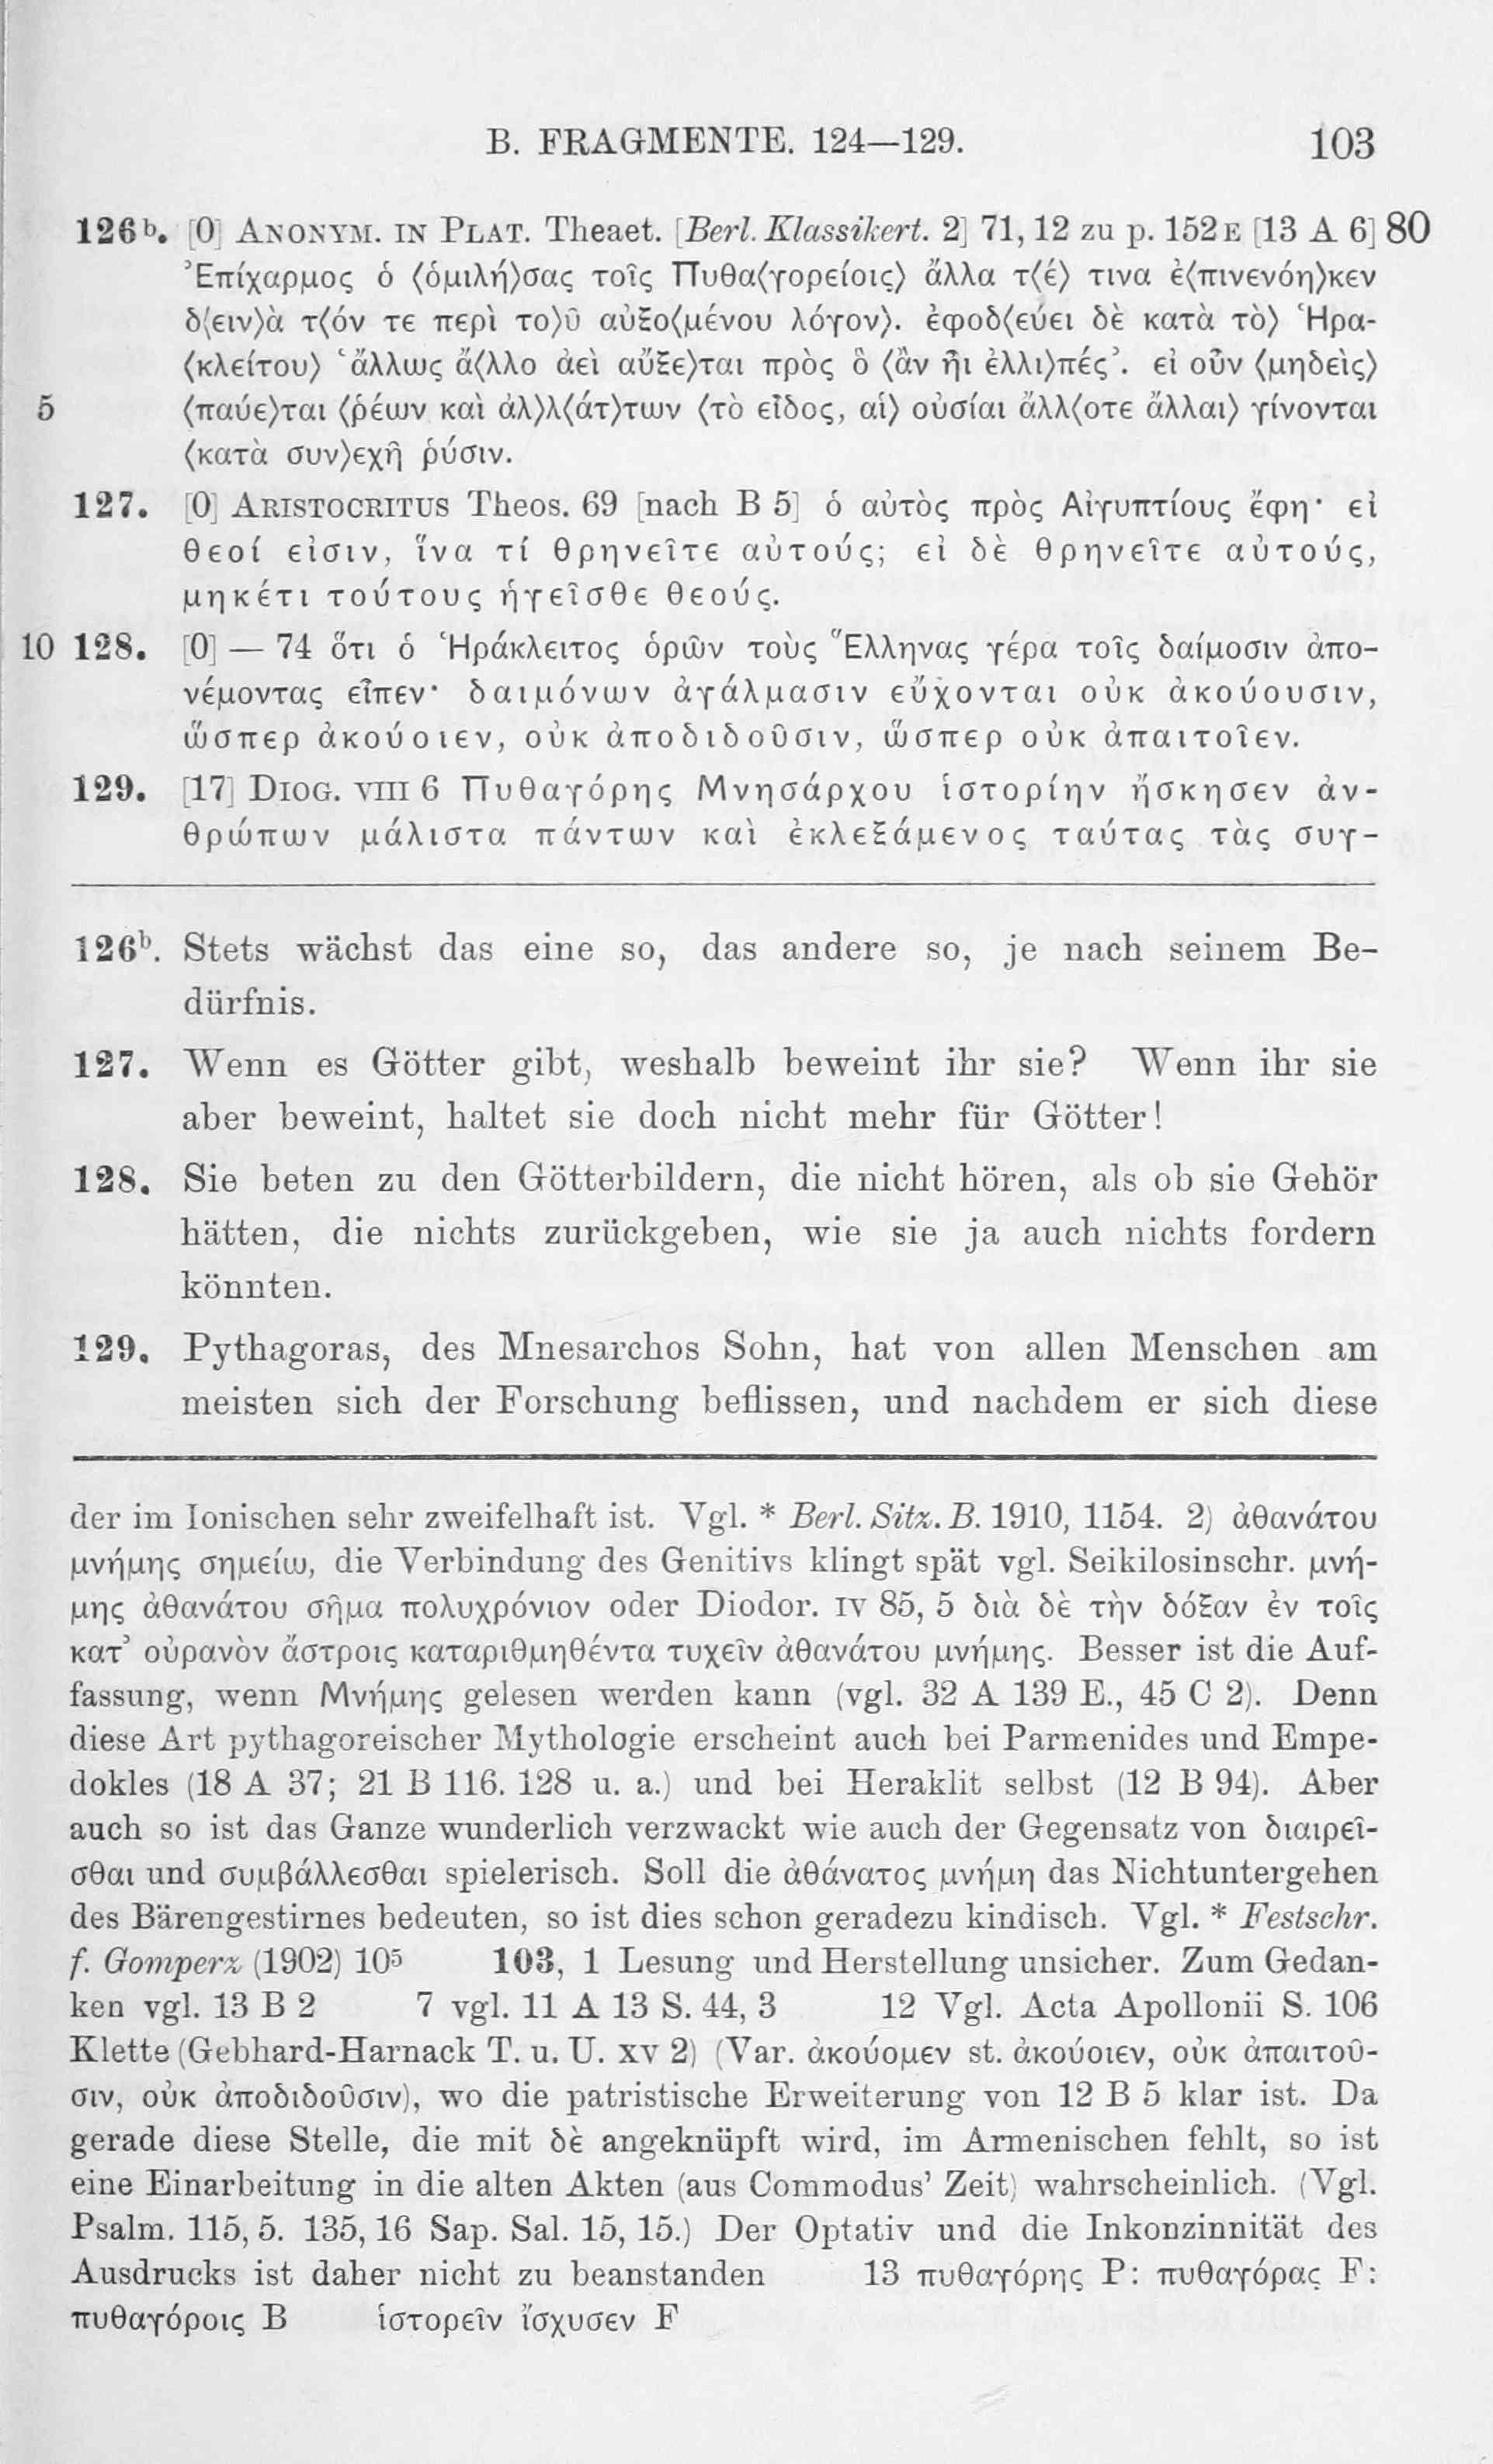 B. FRAGMENTE. 124—129. 103
126ᵇ. [0] ANONYM. IN PLAT. Theaet. [Berl. Klassikert. 2] 71,12 zu p. 152E [13 A 6] 80
Ἐπίχαρμος ὁ ⟨ὁμιλή⟩σας τοῖς Πυθα⟨γορείοις⟩ ἄλλα τ⟨έ⟩ τινα ἐ⟨πινενόη⟩κεν
δ⟨ειν⟩ὰ τ⟨όν τε περὶ το⟩ῦ αὐξο⟨μένου λόγον⟩. ἐφοδ⟨εύει δὲ κατὰ τὸ⟩ Ἡρα-
⟨κλείτου⟩ ‘ἄλλως ἄ⟨λλο ἀεὶ αὔξε⟩ται πρὸς ὃ ⟨ἂν ἦι ἐλλι⟩πές’. εἰ οὖν ⟨μηδεὶς⟩
5 ⟨παύε⟩ται ⟨ῥέων καὶ ἀλ⟩λ⟨άτ⟩των ⟨τὸ εἶδος, αἱ⟩ οὐσίαι ἄλλ⟨οτε ἄλλαι⟩ γίνονται
⟨κατὰ συν⟩εχῆ ῥύσιν.
127. [0] ARISTOCRITUS Theos. 69 [nach B 5] ὁ αὐτὸς πρὸς Αἰγυπτίους ἔφη· εἰ
θεοί εἰσιν, ἵνα τί θρηνεῖτε αὐτούς; εἰ δὲ θρηνεῖτε αὐτούς,
μηκέτι τούτους ἡγεῖσθε θεούς.
10 128. [0] — 74 ὅτι ὁ Ἡράκλειτος ὁρῶν τοὺς Ἕλληνας γέρα τοῖς δαίμοσιν ἀπο-
νέμοντας εἶπεν· δαιμόνων ἀγάλμασιν εὔχονται οὐκ ἀκούουσιν,
ὥσπερ ἀκούοιεν, οὐκ ἀποδιδοῦσιν, ὥσπερ οὐκ ἀπαιτοῖεν.
129. [17] DIOG. VIII 6 Πυθαγόρης Μνησάρχου ἱστορίην ἤσκησεν ἀν-
θρώπων μάλιστα πάντων καὶ ἐκλεξάμενος ταύτας τὰς συγ-
126ᵇ. Stets wächst das eine so, das andere so, je nach seinem Be-
dürfnis.
127. Wenn es Götter gibt, weshalb beweint ihr sie? Wenn ihr sie
aber beweint, haltet sie doch nicht mehr für Götter!
128. Sie beten zu den Götterbildern, die nicht hören, als ob sie Gehör
hätten, die nichts zurückgeben, wie sie ja auch nichts fordern
könnten.
129. Pythagoras, des Mnesarchos Sohn, hat von allen Menschen am
meisten sich der Forschung beflissen, und nachdem er sich diese
der im Ionischen sehr zweifelhaft ist. Vgl. * Berl. Sitz. B. 1910, 1154. 2) ἀθανάτου
μνήμης σημείω, die Verbindung des Genitivs klingt spät vgl. Seikilosinschr. μνή-
μης ἀθανάτου σῆμα πολυχρόνιον oder Diodor. IV 85, 5 διὰ δὲ τὴν δόξαν ἐν τοῖς
κατ’ οὐρανὸν ἄστροις καταριθμηθέντα τυχεῖν ἀθανάτου μνήμης. Besser ist die Auf-
fassung, wenn Μνήμης gelesen werden kann (vgl. 32 A 139 E., 45 C 2). Denn
diese Art pythagoreischer Mythologie erscheint auch bei Parmenides und Empe-
dokles (18 A 37; 21 B 116. 128 u. a.) und bei Heraklit selbst (12 B 94). Aber
auch so ist das Ganze wunderlich verzwackt wie auch der Gegensatz von διαιρεῖ-
σθαι und συμβάλλεσθαι spielerisch. Soll die ἀθάνατος μνήμη das Nichtuntergehen
des Bärengestirnes bedeuten, so ist dies schon geradezu kindisch. Vgl. * Festschr.
f. Gomperz (1902) 10⁵ 103, 1 Lesung und Herstellung unsicher. Zum Gedan-
ken vgl. 13 B 2 7 vgl. 11 A 13 S. 44, 3 12 Vgl. Acta Apollonii S. 106
Klette (Gebhard-Harnack T. u. U. XV 2) (Var. ἀκούομεν st. ἀκούοιεν, οὐκ ἀπαιτοῦ-
σιν, οὐκ ἀποδιδοῦσιν), wo die patristische Erweiterung von 12 B 5 klar ist. Da
gerade diese Stelle, die mit δὲ angeknüpft wird, im Armenischen fehlt, so ist
eine Einarbeitung in die alten Akten (aus Commodus’ Zeit) wahrscheinlich. (Vgl.
Psalm. 115, 5. 135, 16 Sap. Sal. 15, 15.) Der Optativ und die Inkonzinnität des
Ausdrucks ist daher nicht zu beanstanden 13 πυθαγόρης P: πυθαγόρας F:
πυθαγόροις B ἱστορεῖν ἴσχυσεν F